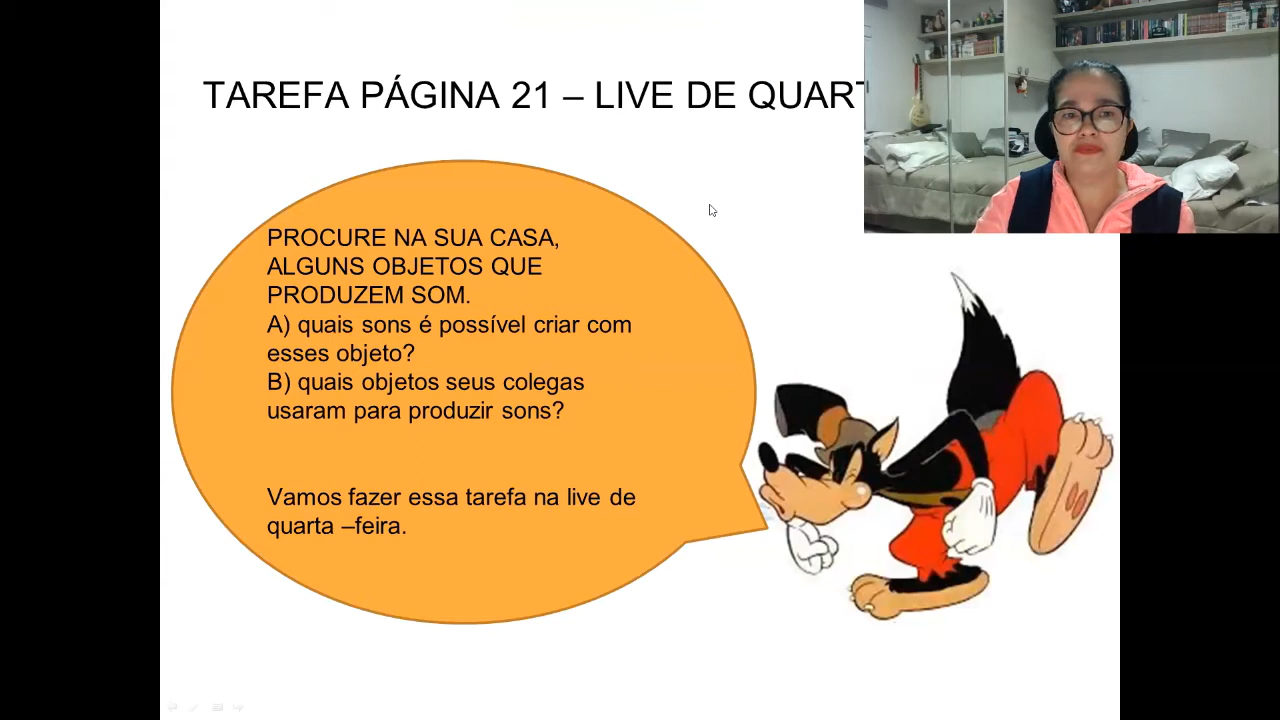 TAREFA PÁGINA 21 – LIVE DE QUART
PROCURE NA SUA CASA,
ALGUNS OBJETOS QUE
PRODUZEM SOM.
A) quais sons é possível criar com
esses objeto?
B) quais objetos seus colegas
usaram para produzir sons?
Vamos fazer essa tarefa na live de
quarta –feira.